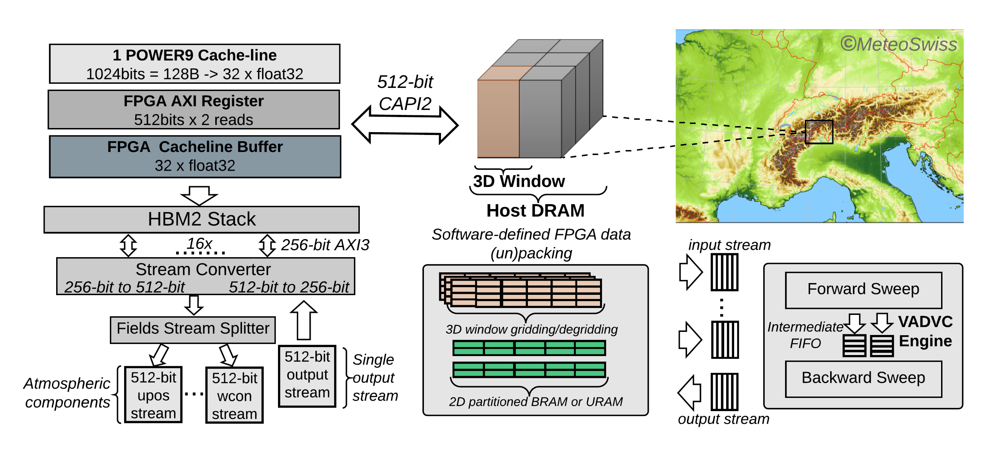 1 POWER9 Cache-line
1024bits = 128B -> 32 x float32
FPGA AXI Register
512bits x 2 reads
FPGA Cacheline Buffer
32 x float32
HBM2 Stack
16x
256-bit AXI3
Stream Converter
256-bit to 512-bit
512-bit to 256-bit
Fields Stream Splitter
Atmospheric
components
512-bit
upos
stream
...
512-bit
wcon
stream
512-bit
output
stream
Single
output
stream
512-bit
CAPI2
3D Window
Host DRAM
Software-defined FPGA data
(un)packing
3D window gridding/degridding
2D partitioned BRAM or URAM
©MeteoSwiss
input stream
output stream
Forward Sweep
Intermediate
FIFO
VADVC
Engine
Backward Sweep